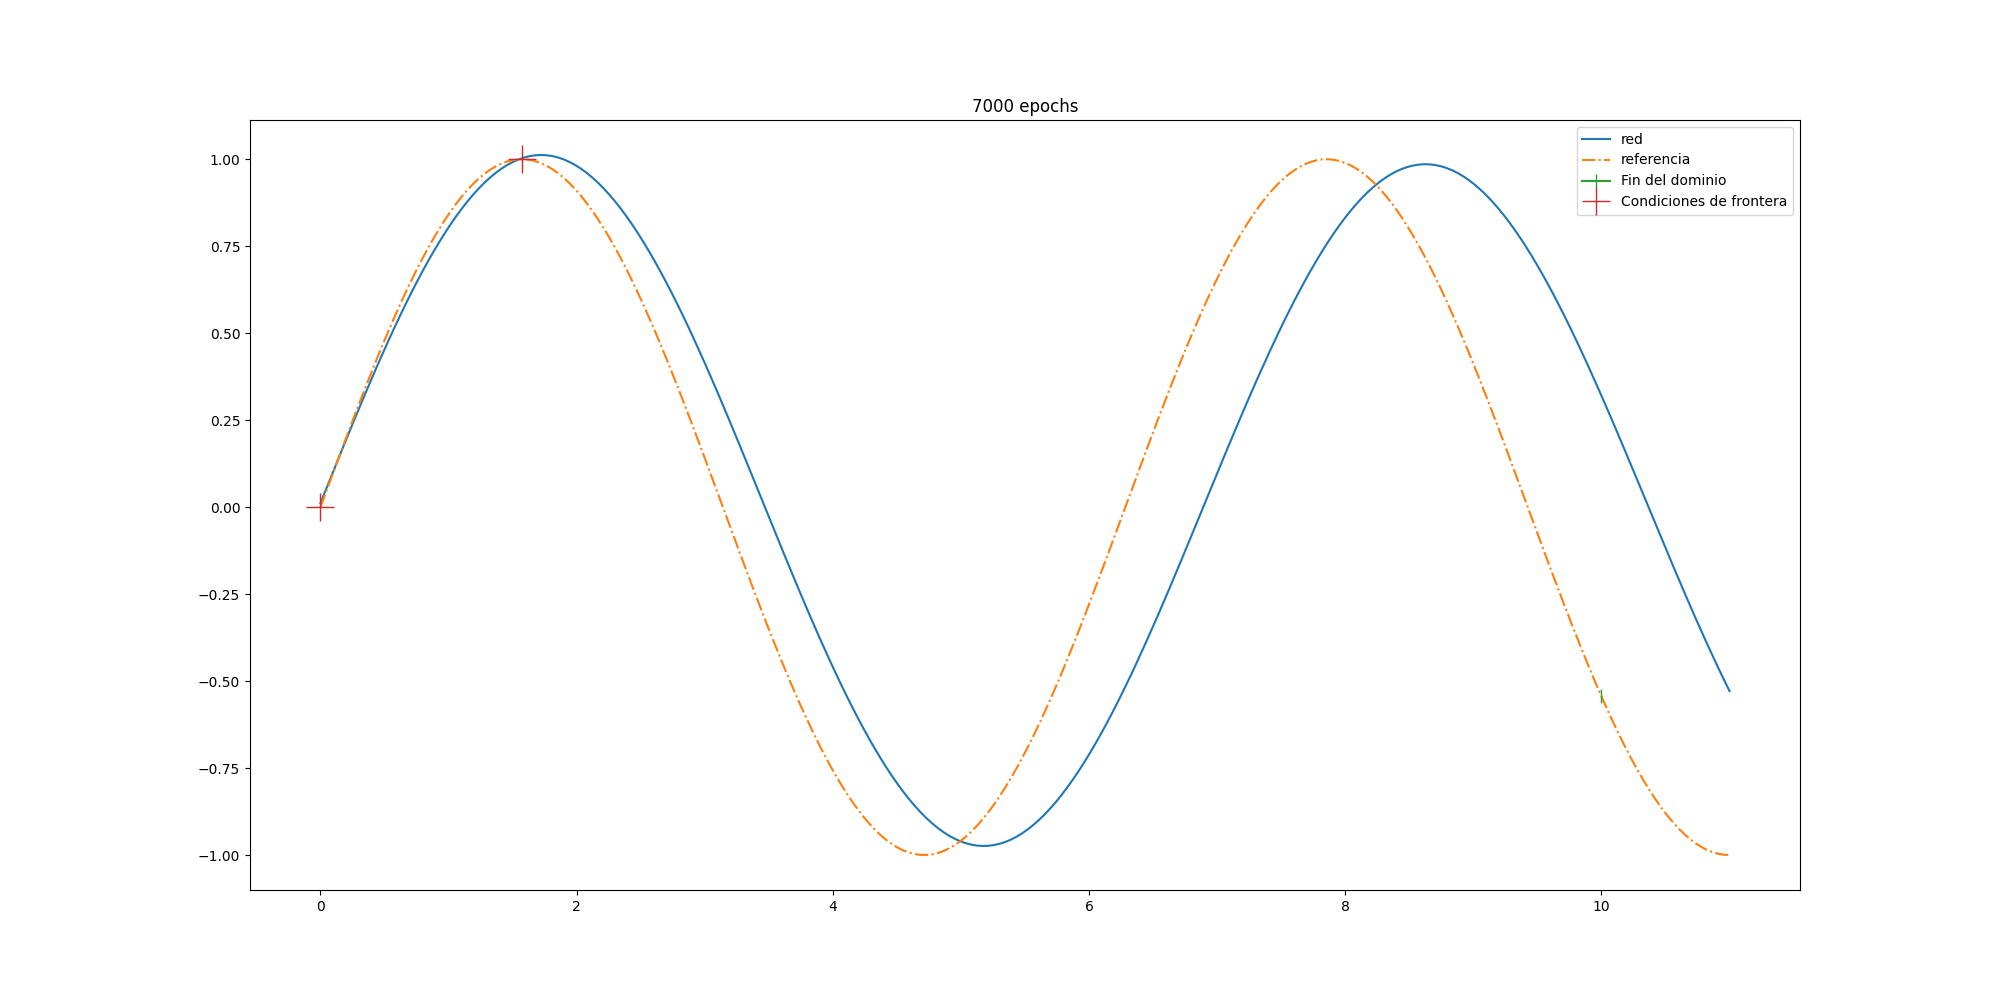 7000 epochs
red
referencia
Fin del dominio
Condiciones de frontera
1.00
0.75
0.50
0.25
0.00
−0.25
−0.50
−0.75
−1.00
0 2 4 6 8 10